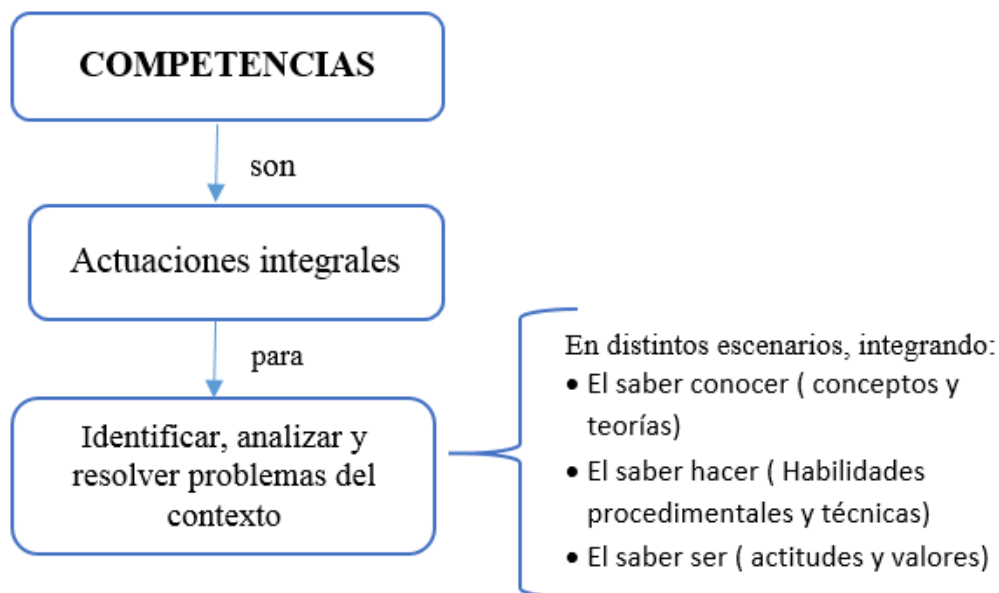 COMPETENCIAS
son
Actuaciones integrales
para
Identificar, analizar y
resolver problemas del
contexto
En distintos escenarios, integrando:
• El saber conocer ( conceptos y
teorías)
• El saber hacer ( Habilidades
procedimentales y técnicas)
• El saber ser ( actitudes y valores)